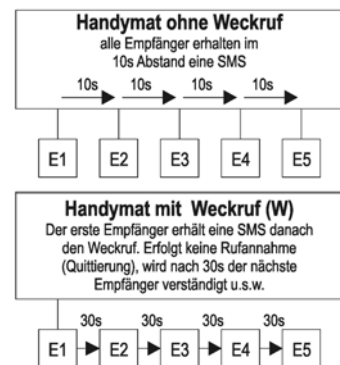 Handymat ohne Weckruf
alle Empfänger erhalten im
10s Abstand eine SMS
10s 10s 10s 10s
E1 E2 E3 E4 E5
Handymat mit Weckruf (W)
Der erste Empfänger erhält eine SMS danach
den Weckruf. Erfolgt keine Rufannahme
(Quittierung), wird nach 30s der nächste
Empfänger verständigt u.s.w.
30s 30s 30s 30s
E1 E2 E3 E4 E5